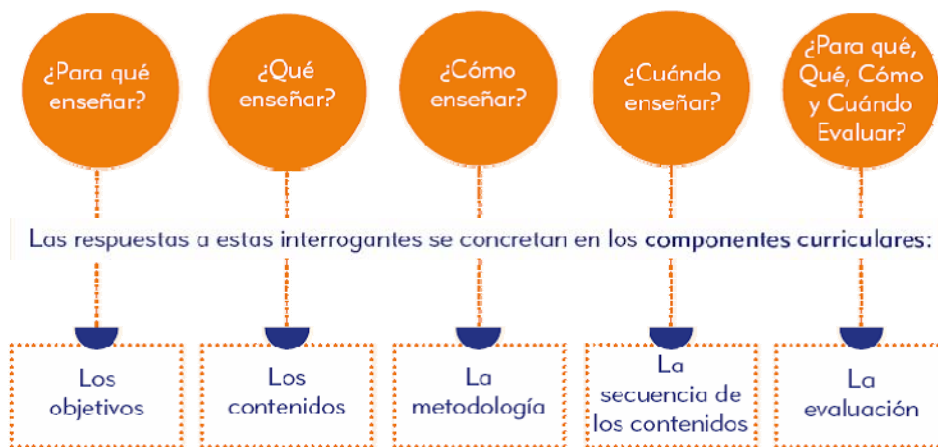 ¿Para qué
enseñar?
¿Qué
enseñar?
¿Cómo
enseñar?
¿Cuándo
enseñar?
¿Para qué,
Qué, Cómo
y Cuándo
Evaluar?
Las respuestas a estas interrogantes se concretan en los componentes curriculares:
Los
objetivos
Los
contenidos
La
metodología
La
secuencia de
los contenidos
La
evaluación